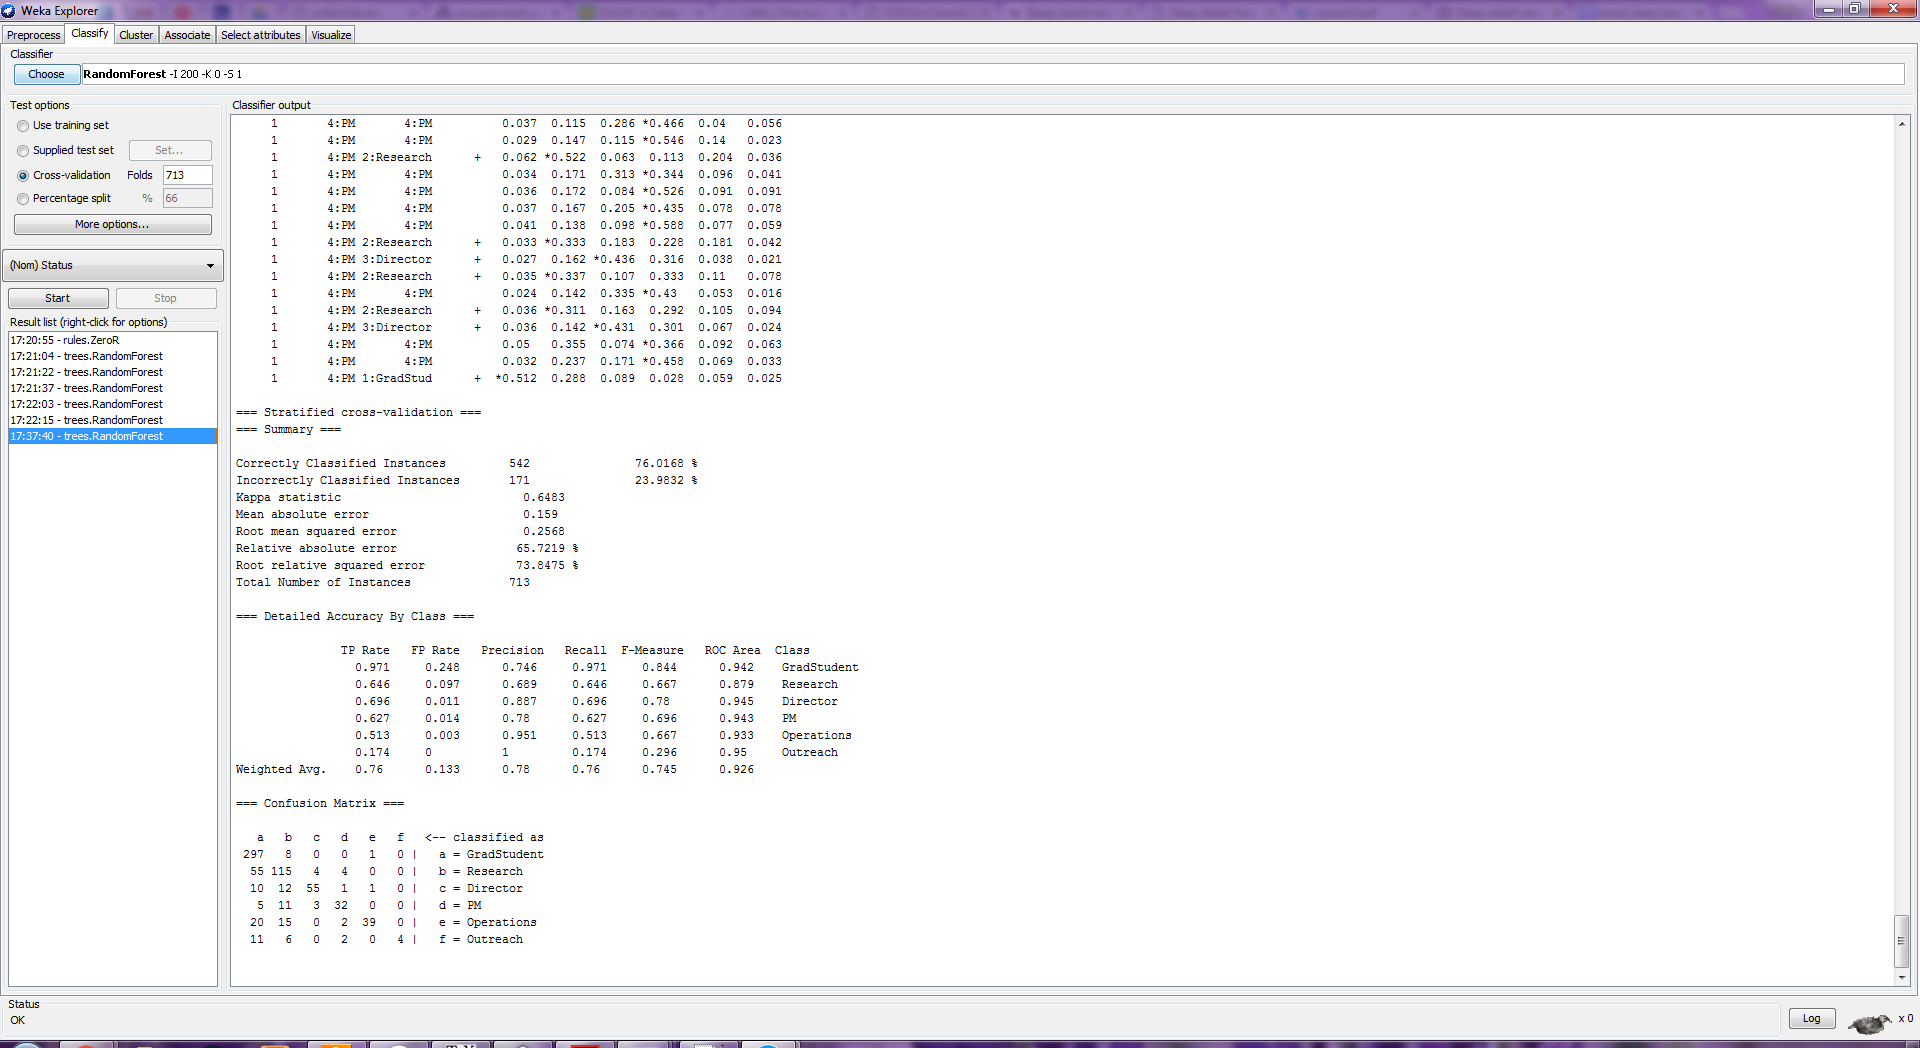 Weka Explorer
Preprocess Classify Cluster Associate Select attributes Visualize
Classifier
Choose RandomForest -I 200 -K 0 -S 1
Test options
Use training set
Supplied test set Set...
Cross-validation Folds 713
Percentage split % 66
More options...
(Nom) Status
Start Stop
Result list (right-click for options)
17:20:55 - rules.ZeroR
17:21:04 - trees.RandomForest
17:21:22 - trees.RandomForest
17:21:37 - trees.RandomForest
17:22:03 - trees.RandomForest
17:22:15 - trees.RandomForest
17:37:40 - trees.RandomForest
Classifier output
1 4:PM 4:PM 0.037 0.115 0.286 *0.466 0.04 0.056
1 4:PM 4:PM 0.029 0.147 0.115 *0.546 0.14 0.023
1 4:PM 2:Research + 0.062 *0.522 0.063 0.113 0.204 0.036
1 4:PM 4:PM 0.034 0.171 0.313 *0.344 0.096 0.041
1 4:PM 4:PM 0.036 0.172 0.084 *0.526 0.091 0.091
1 4:PM 4:PM 0.037 0.167 0.205 *0.435 0.078 0.078
1 4:PM 4:PM 0.041 0.138 0.098 *0.588 0.077 0.059
1 4:PM 2:Research + 0.033 *0.333 0.183 0.228 0.181 0.042
1 4:PM 3:Director + 0.027 0.162 *0.436 0.316 0.038 0.021
1 4:PM 2:Research + 0.035 *0.337 0.107 0.333 0.11 0.078
1 4:PM 4:PM 0.024 0.142 0.335 *0.43 0.053 0.016
1 4:PM 2:Research + 0.036 *0.311 0.163 0.292 0.105 0.094
1 4:PM 3:Director + 0.036 0.142 *0.431 0.301 0.067 0.024
1 4:PM 4:PM 0.05 0.355 0.074 *0.366 0.092 0.063
1 4:PM 4:PM 0.032 0.237 0.171 *0.458 0.069 0.033
1 4:PM 1:GradStud + *0.512 0.288 0.089 0.028 0.059 0.025
=== Stratified cross-validation ===
=== Summary ===
Correctly Classified Instances 542 76.0168 %
Incorrectly Classified Instances 171 23.9832 %
Kappa statistic 0.6483
Mean absolute error 0.159
Root mean squared error 0.2568
Relative absolute error 65.7219 %
Root relative squared error 73.8475 %
Total Number of Instances 713
=== Detailed Accuracy By Class ===
TP Rate FP Rate Precision Recall F-Measure ROC Area Class
0.971 0.248 0.746 0.971 0.844 0.942 GradStudent
0.646 0.097 0.689 0.646 0.667 0.879 Research
0.696 0.011 0.887 0.696 0.78 0.945 Director
0.627 0.014 0.78 0.627 0.696 0.943 PM
0.513 0.003 0.951 0.513 0.667 0.933 Operations
0.174 0 1 0.174 0.296 0.95 Outreach
Weighted Avg. 0.76 0.133 0.78 0.76 0.745 0.926
=== Confusion Matrix ===
a b c d e f <-- classified as
297 8 0 0 1 0 | a = GradStudent
55 115 4 4 0 0 | b = Research
10 12 55 1 1 0 | c = Director
5 11 3 32 0 0 | d = PM
20 15 0 2 39 0 | e = Operations
11 6 0 2 0 4 | f = Outreach
Status
OK
Log x 0